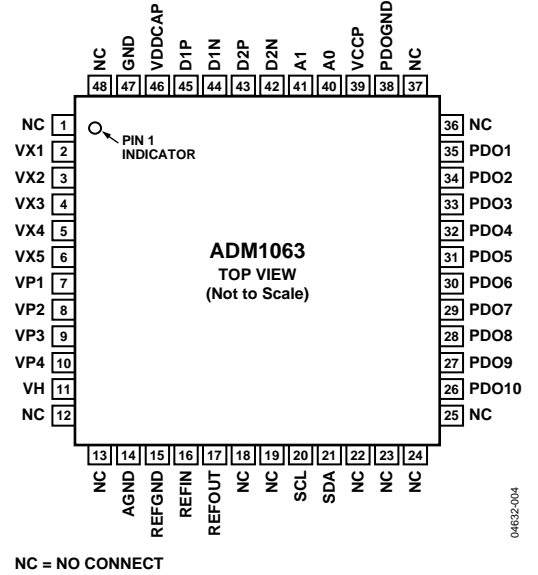 NC GND VDDCAP D1P D1N D2P D2N A1 A0 VCCP PDOGND NC
48 47 46 45 44 43 42 41 40 39 38 37
NC 1
VX1 2
VX2 3
VX3 4
VX4 5
VX5 6
VP1 7
VP2 8
VP3 9
VP4 10
VH 11
NC 12
PIN 1
INDICATOR
ADM1063
TOP VIEW
(Not to Scale)
36 NC
35 PDO1
34 PDO2
33 PDO3
32 PDO4
31 PDO5
30 PDO6
29 PDO7
28 PDO8
27 PDO9
26 PDO10
25 NC
13 14 15 16 17 18 19 20 21 22 23 24
NC AGND REFGND REFIN REFOUT NC NC SCL SDA NC NC NC
04632-004
NC = NO CONNECT